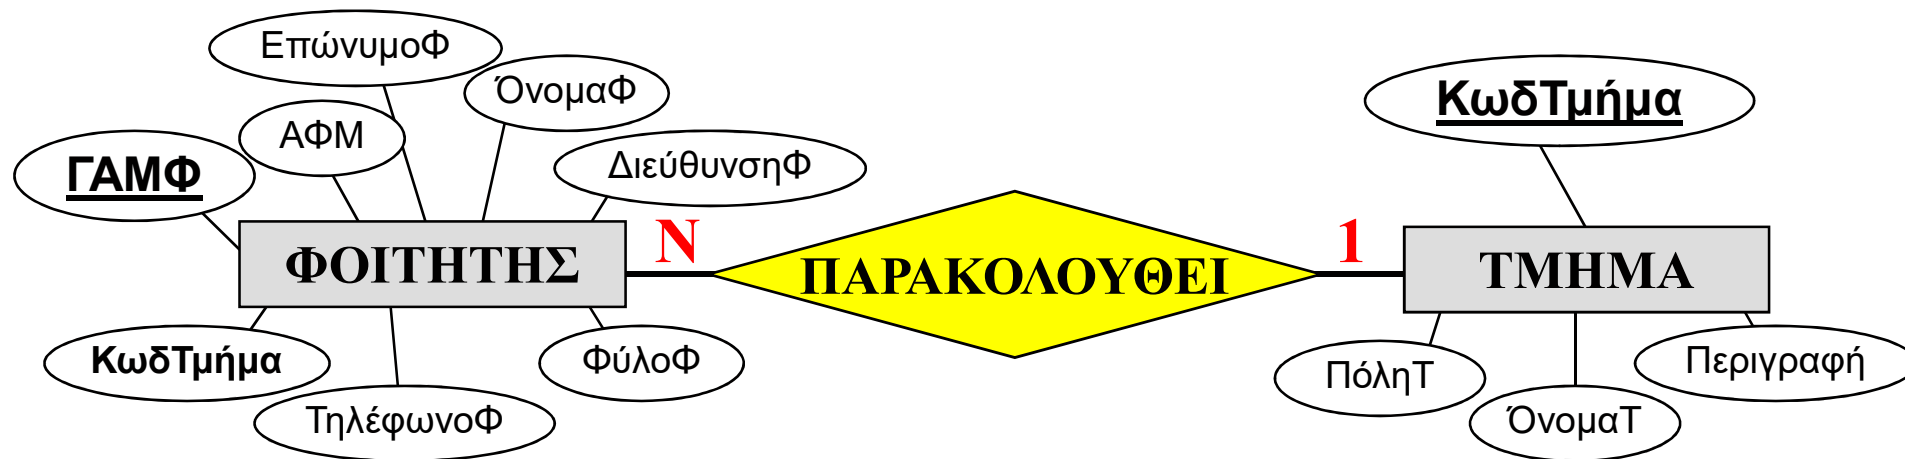 ΕπώνυμοΦ
ΌνομαΦ
ΑΦΜ
ΓΑΜΦ
ΔιεύθυνσηΦ
ΚωδΤμήμα
ΦΟΙΤΗΤΗΣ
N
ΠΑΡΑΚΟΛΟΥΘΕΙ
1
ΤΜΗΜΑ
ΚωδΤμήμα
ΤηλέφωνοΦ
ΦύλοΦ
ΠόληΤ
ΌνομαΤ
Περιγραφή